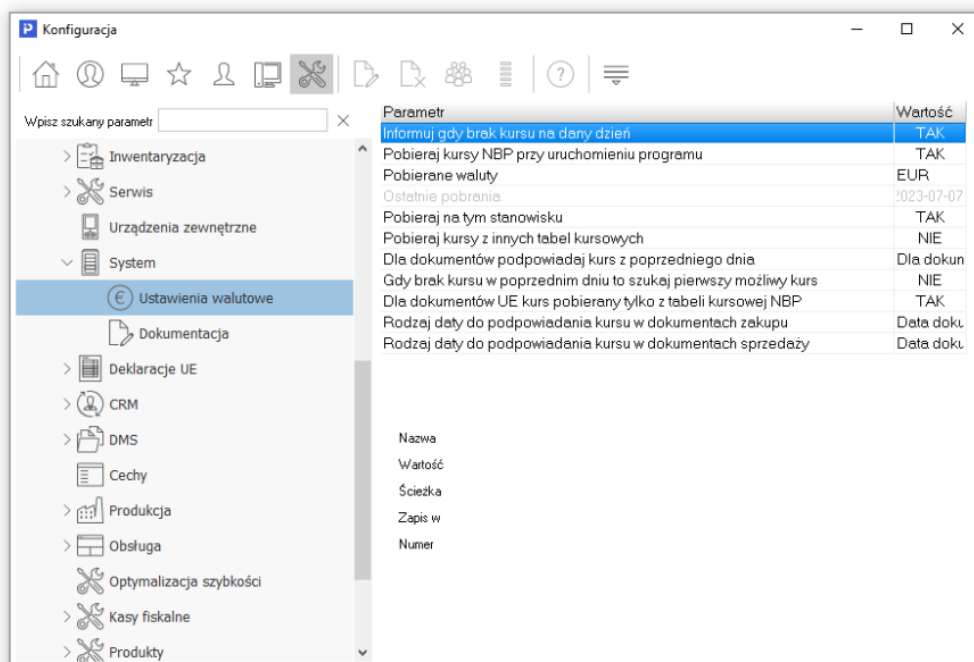 Konfiguracja
Wpisz szukany parametr
Inwentaryzacja
Serwis
Urządzenia zewnętrzne
System
Ustawienia walutowe
Dokumentacja
Deklaracje UE
CRM
DMS
Cechy
Produkcja
Obsługa
Optymalizacja szybkości
Kasy fiskalne
Produkty
Parametr Wartość
Informuj gdy brak kursu na dany dzień TAK
Pobieraj kursy NBP przy uruchomieniu programu TAK
Pobierane waluty EUR
Ostatnie pobrania 2023-07-07
Pobieraj na tym stanowisku TAK
Pobieraj kursy z innych tabel kursowych NIE
Dla dokumentów podpowiadaj kurs z poprzedniego dnia Dla dokun
Gdy brak kursu w poprzednim dniu to szukaj pierwszy możliwy kurs NIE
Dla dokumentów UE kurs pobierany tylko z tabeli kursowej NBP TAK
Rodzaj daty do podpowiadania kursu w dokumentach zakupu Data doku
Rodzaj daty do podpowiadania kursu w dokumentach sprzedaży Data doku
Nazwa
Wartość
Ścieżka
Zapis w
Numer